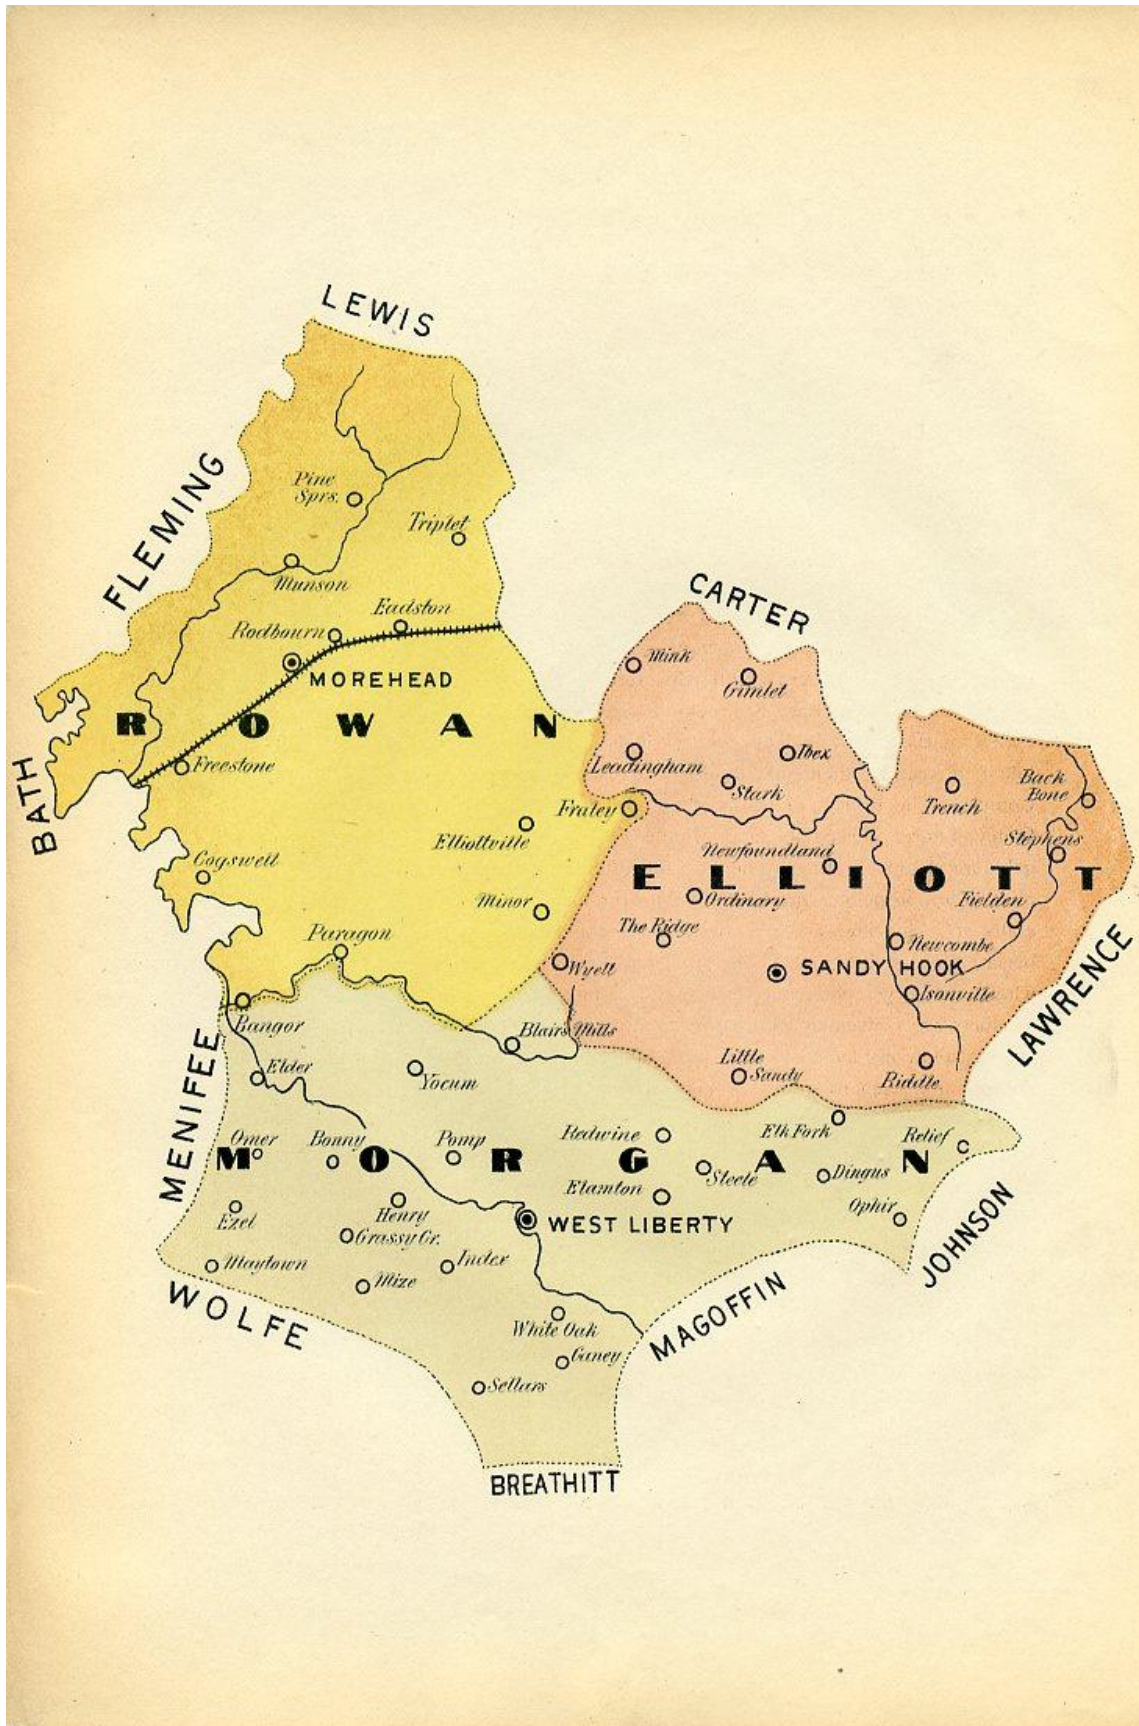 LEWIS
FLEMING
Pine
Sprs.
Triplet
Munson
CARTER
Eadston
Rodbourn
Mink
MOREHEAD
Gimlet
ROWAN
BATH
Freestone
Leadingham
Ibex
Stark
Back
Bone
Trench
Fraley
Elliottville
Stephens
Newfoundland
Cogswell
ELLIOTT
Minor
Ordinary
Fielden
The Ridge
Paragon
Newcombe
Wyett
SANDY HOOK
LAWRENCE
Isonville
Bangor
Blairs Mills
MENIFEE
Elder
Yocum
Little
Sandy
Riddle
Omer
Bonny
Pomp
Redwine
Elk Fork
Relief
MORGAN
Steele
Dingus
Elamton
Ezel
Henry
Ophir
WEST LIBERTY
Grassy Cr.
JOHNSON
Maytown
Index
Mize
WOLFE
MAGOFFIN
White Oak
Caney
Sellars
BREATHITT